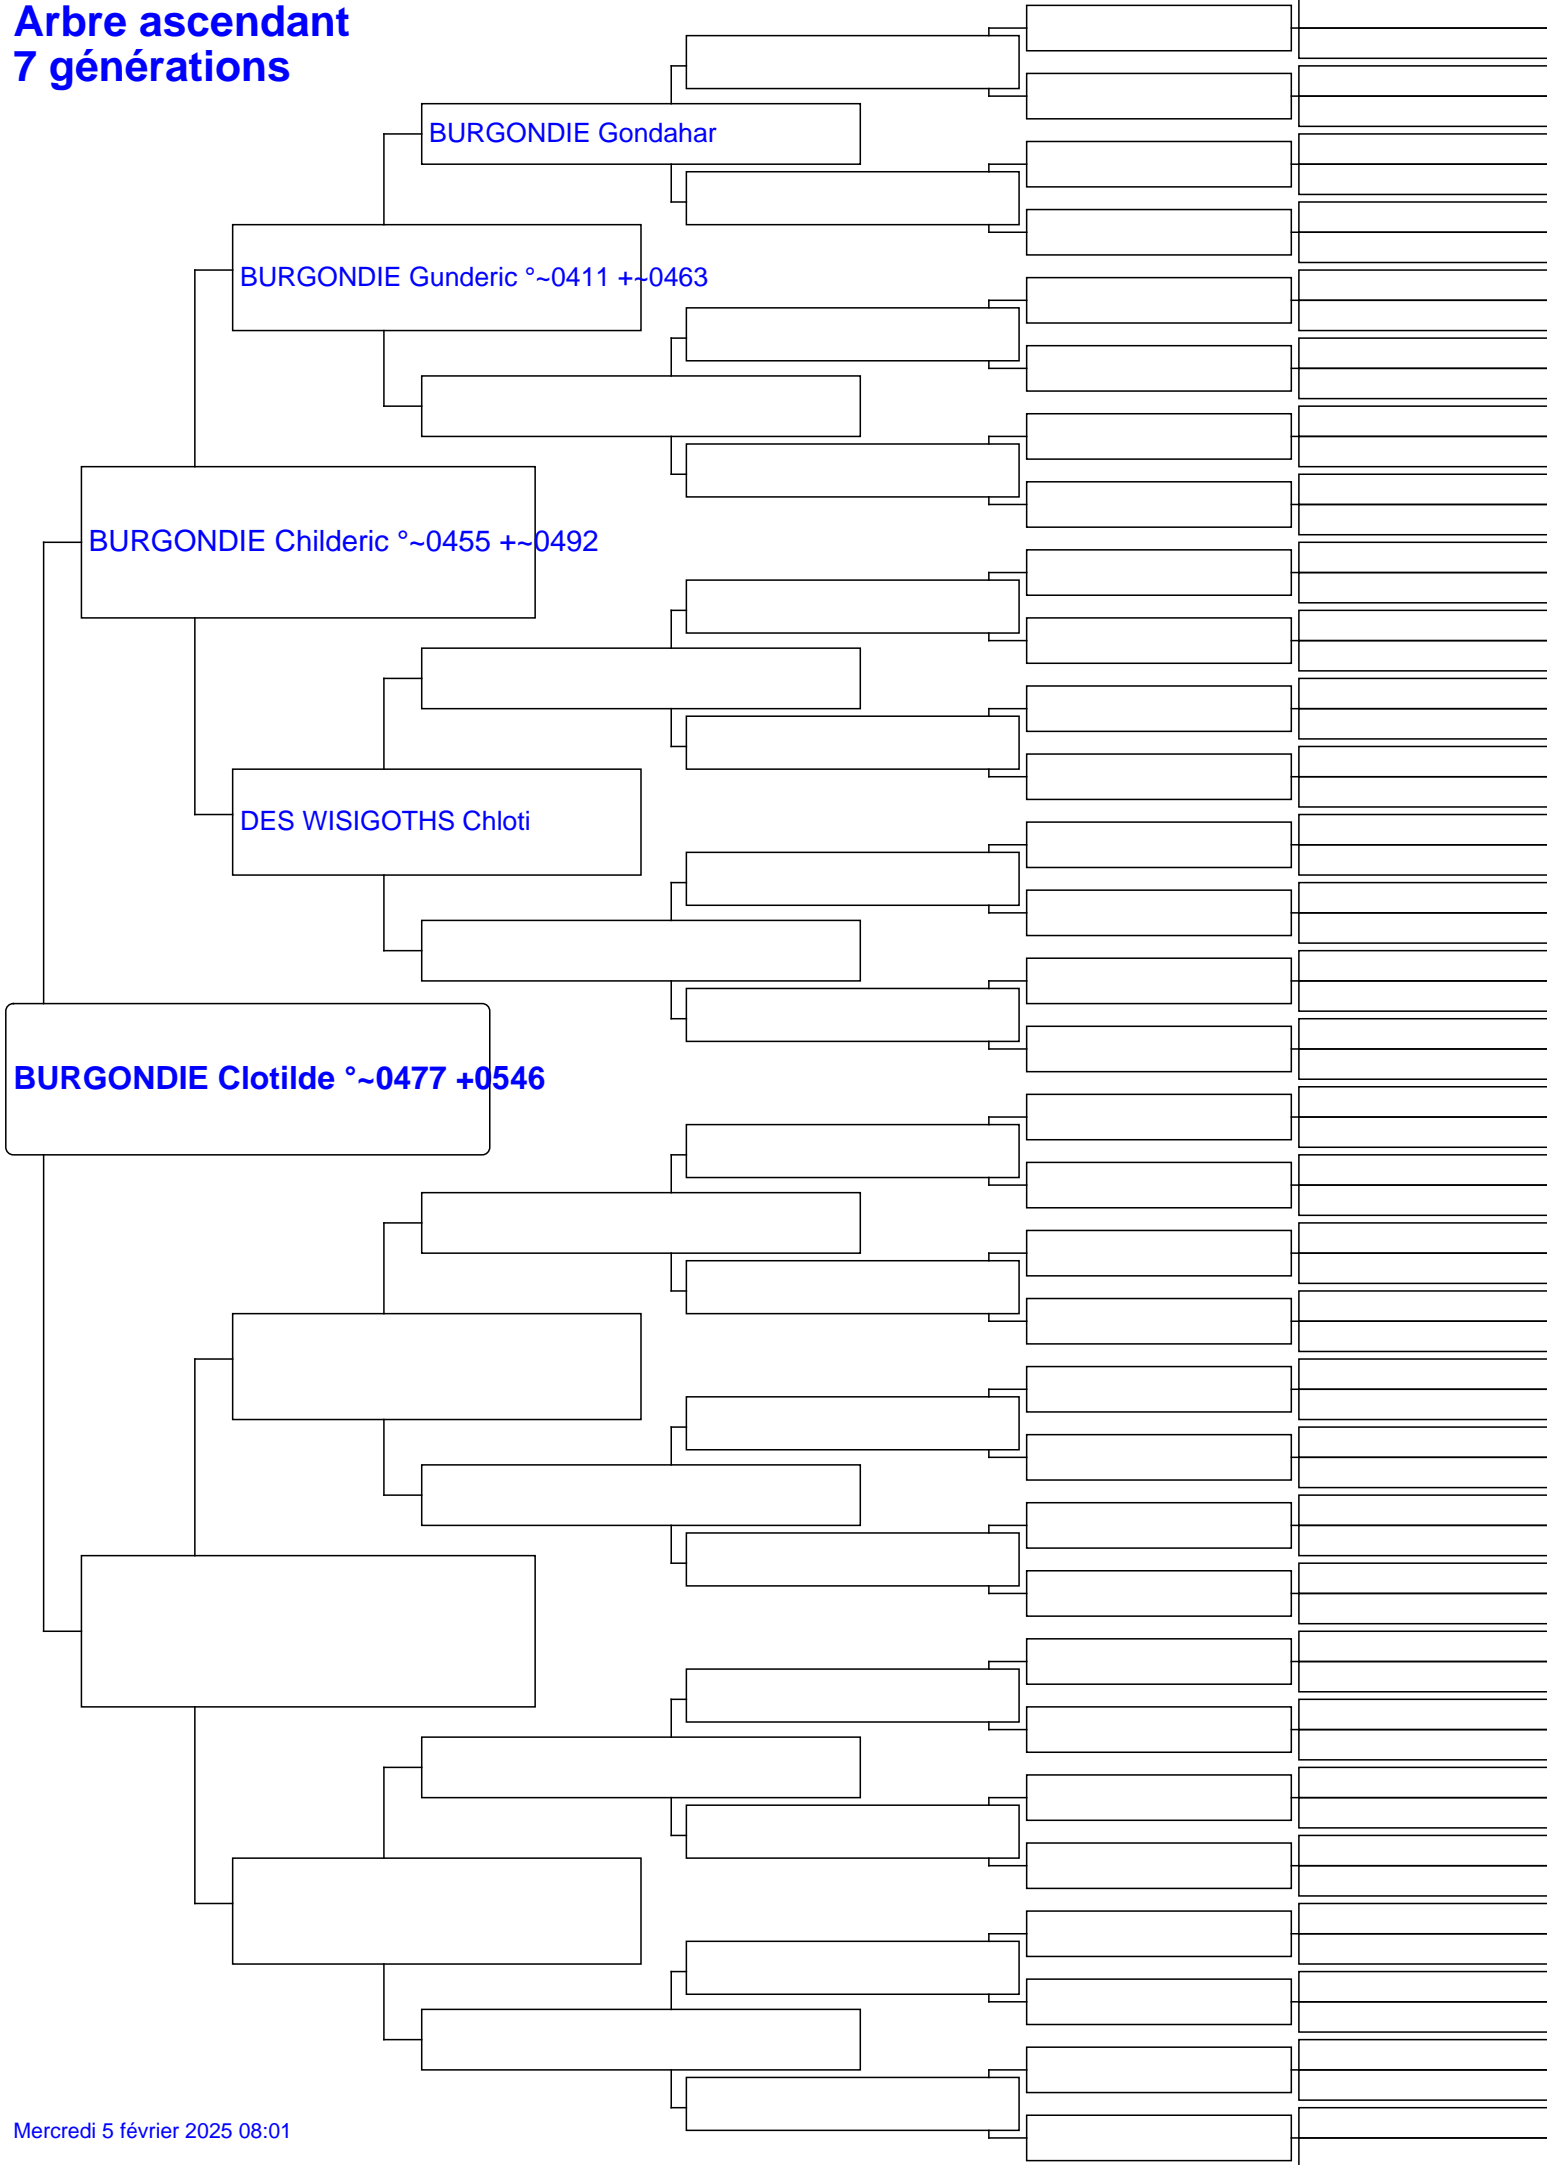 Arbre ascendant
7 générations
BURGONDIE Gondahar
BURGONDIE Gunderic °~0411 +~0463
BURGONDIE Childeric °~0455 +~0492
DES WISIGOTHS Chloti
BURGONDIE Clotilde °~0477 +0546
Mercredi 5 février 2025 08:01